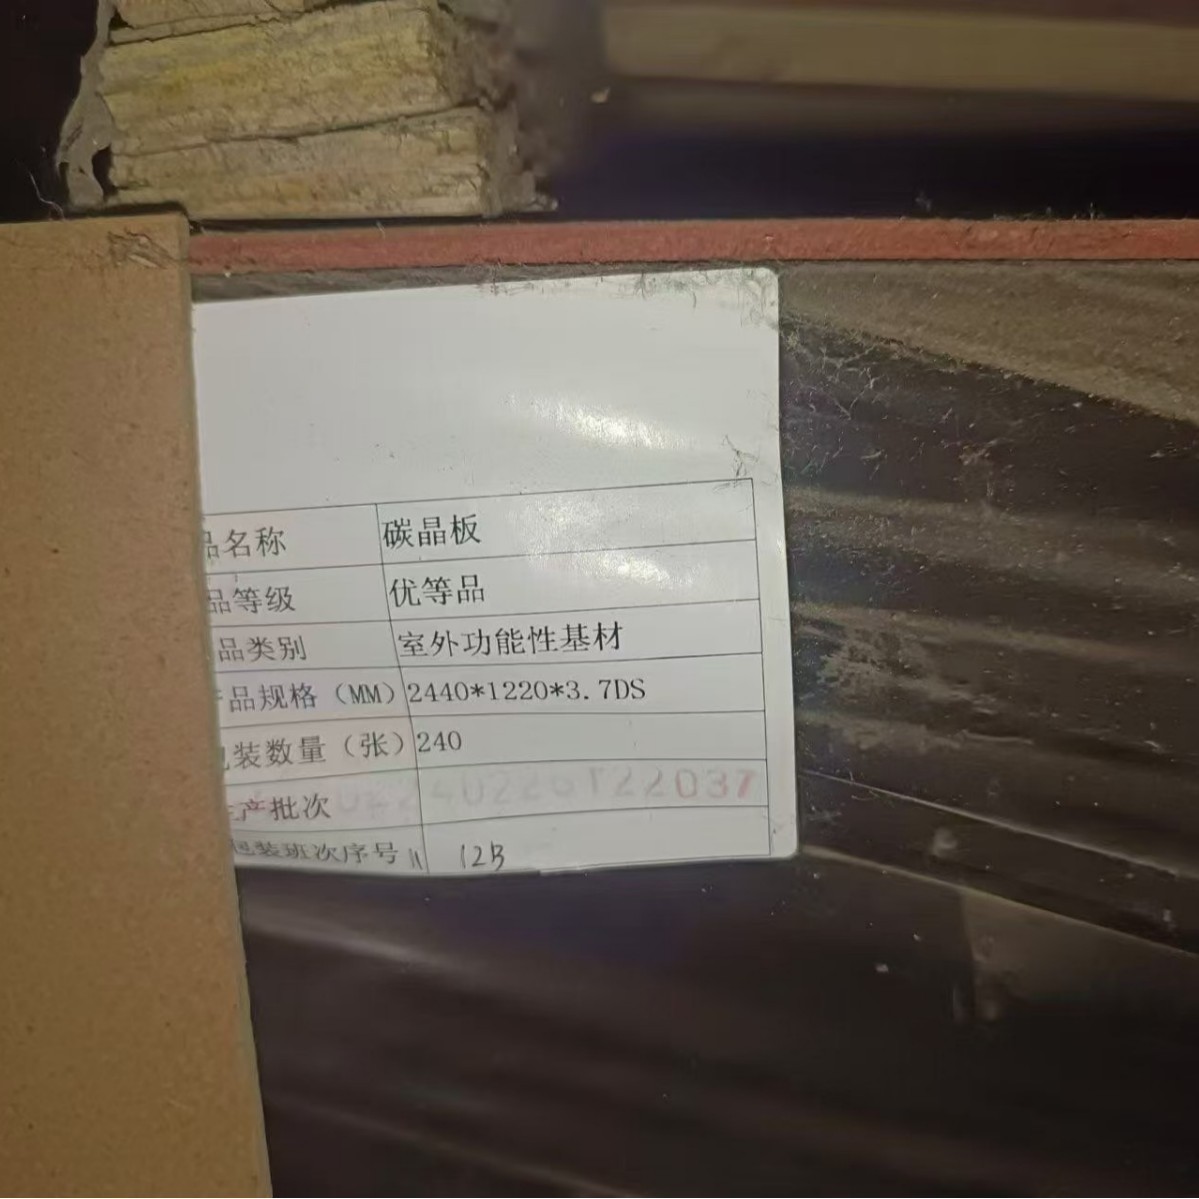 品名称 碳晶板
品等级 优等品
品类别 室外功能性基材
产品规格（MM） 2440*1220*3.7DS
装数量（张） 240
产批次 22037
装班次序号 12B